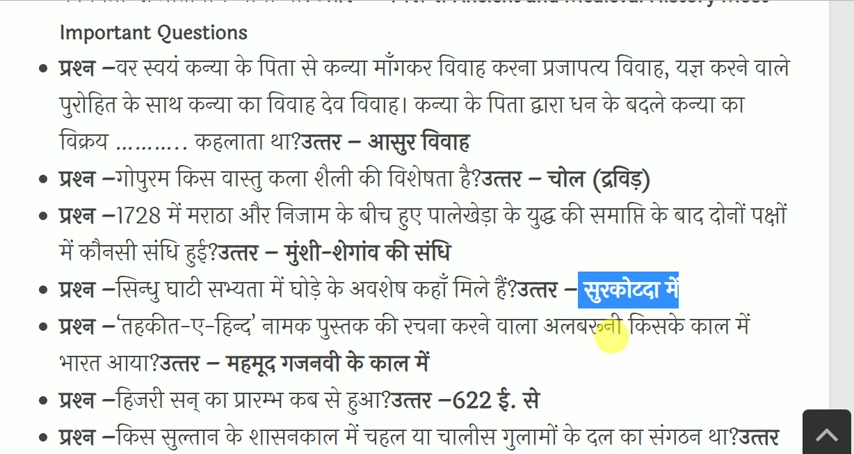 Important Questions
प्रश्न –वर स्वयं कन्या के पिता से कन्या माँगकर विवाह करना प्रजापत्य विवाह, यज्ञ करने वाले
पुरोहित के साथ कन्या का विवाह देव विवाह। कन्या के पिता द्वारा धन के बदले कन्या का
विक्रय ……….. कहलाता था?उत्तर – आसुर विवाह
प्रश्न –गोपुरम किस वास्तु कला शैली की विशेषता है?उत्तर – चोल (द्रविड़)
प्रश्न –1728 में मराठा और निजाम के बीच हुए पालेखेड़ा के युद्ध की समाप्ति के बाद दोनों पक्षों
में कौनसी संधि हुई?उत्तर – मुंशी-शेगांव की संधि
प्रश्न –सिन्धु घाटी सभ्यता में घोड़े के अवशेष कहाँ मिले हैं?उत्तर – सुरकोटदा में
प्रश्न –'तहकीत-ए-हिन्द' नामक पुस्तक की रचना करने वाला अलबरूनी किसके काल में
भारत आया?उत्तर – महमूद गजनवी के काल में
प्रश्न –हिजरी सन् का प्रारम्भ कब से हुआ?उत्तर –622 ई. से
प्रश्न –किस सुल्तान के शासनकाल में चहल या चालीस गुलामों के दल का संगठन था?उत्तर